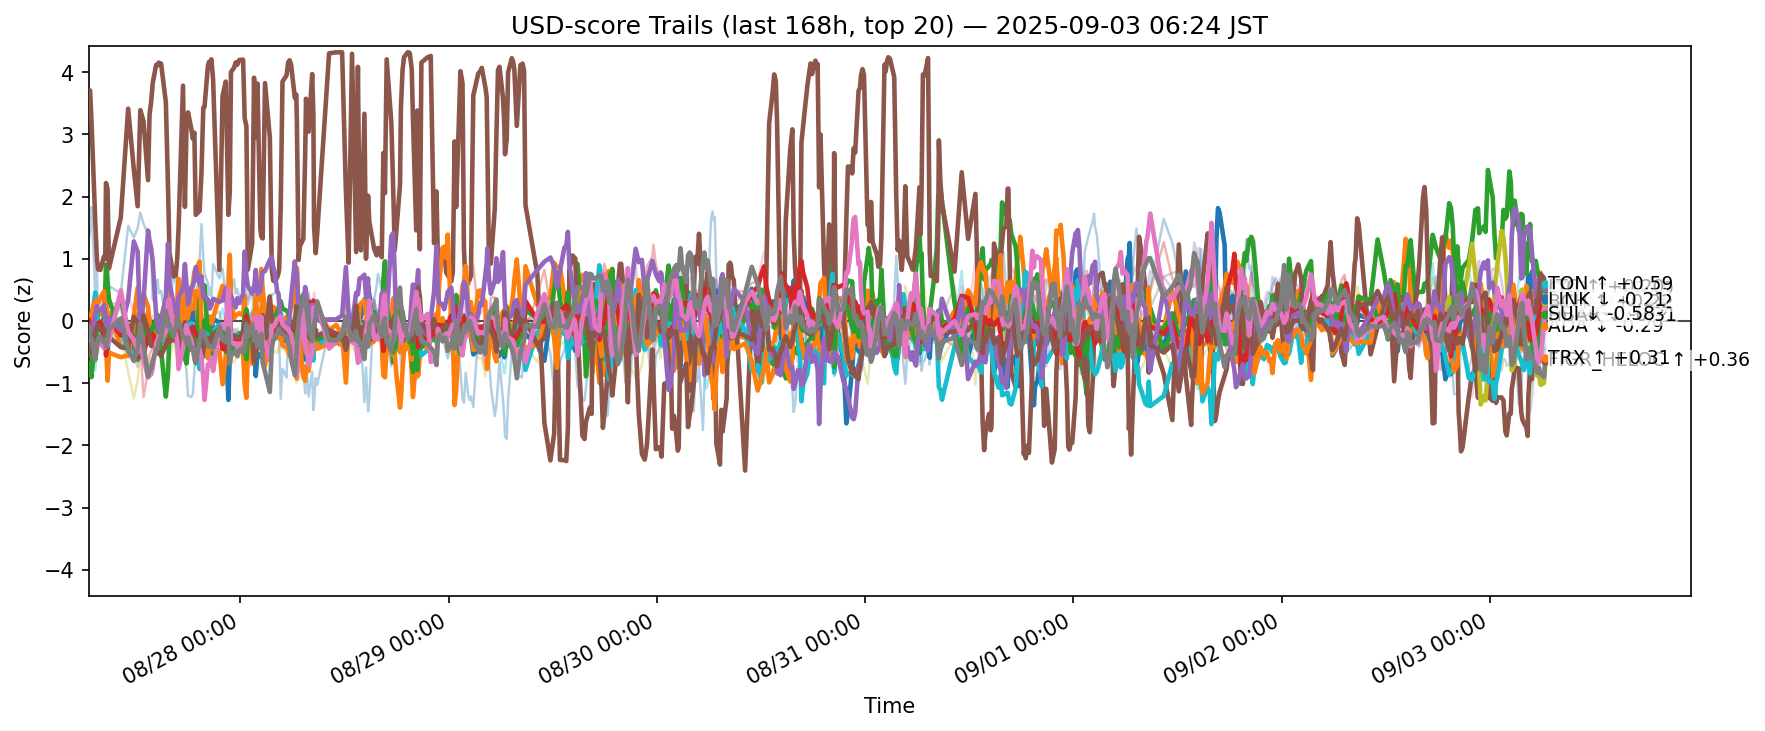 USD-score Trails (last 168h, top 20) — 2025-09-03 06:24 JST
Score (z)
4
3
2
1
0
−1
−2
−3
−4
TON ↑ +0.59
LINK ↓ -0.21
SUI ↓ -0.58
ADA ↓ -0.29
TRX ↑ +0.31
↑ +0.36
08/28 00:00
08/29 00:00
08/30 00:00
08/31 00:00
09/01 00:00
09/02 00:00
09/03 00:00
Time